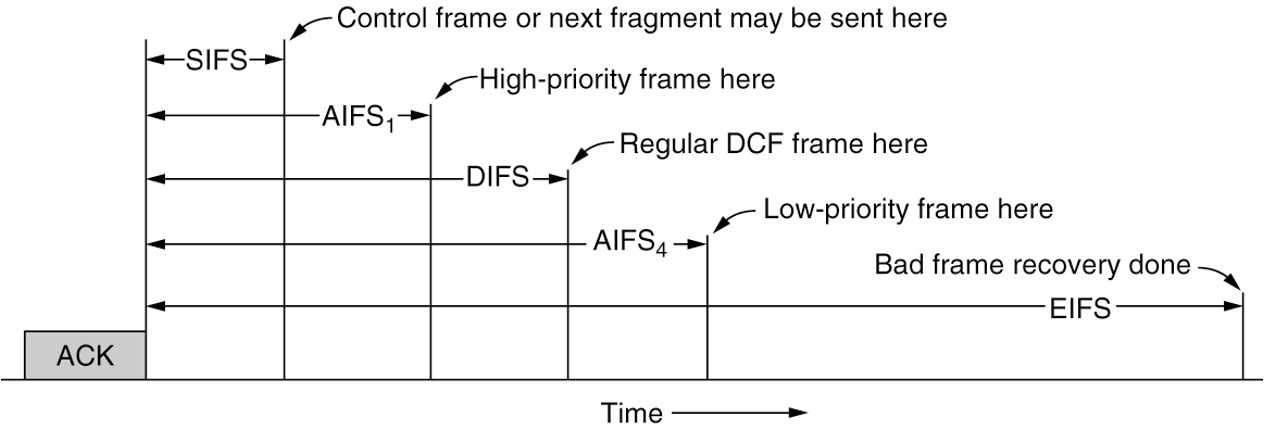 Control frame or next fragment may be sent here
SIFS
High-priority frame here
AIFS₁
Regular DCF frame here
DIFS
Low-priority frame here
AIFS₄
Bad frame recovery done
EIFS
ACK
Time